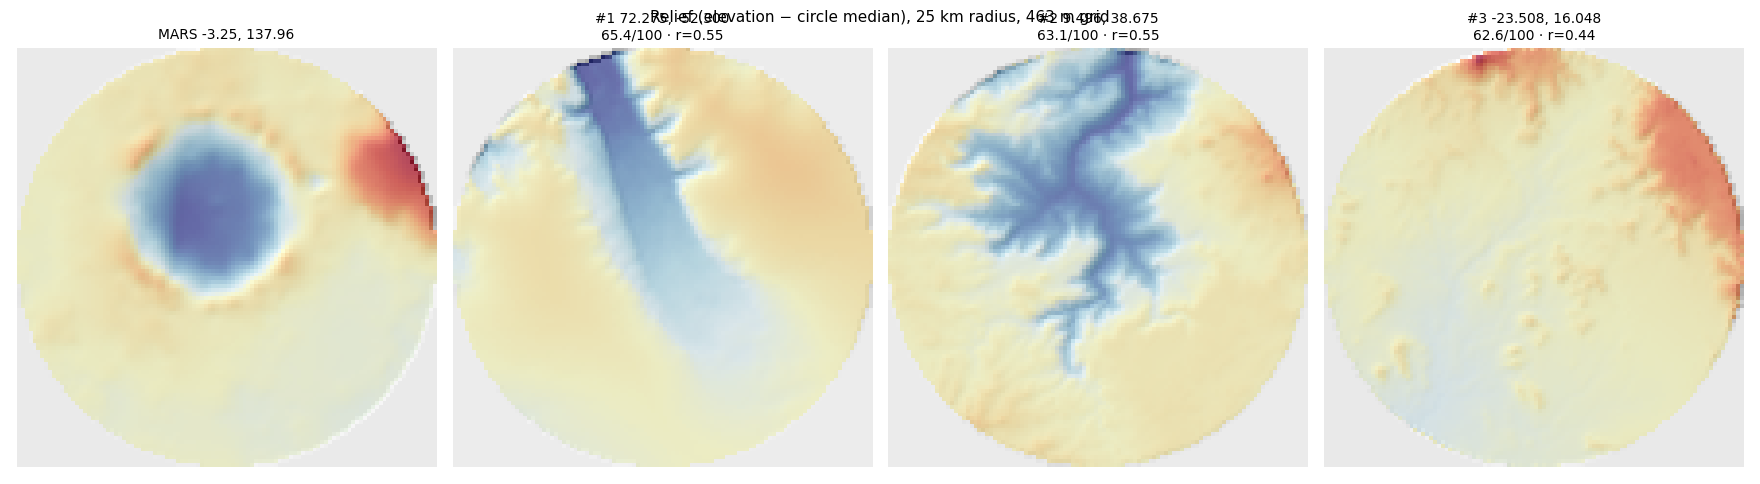 Relief (elevation − circle median), 25 km radius, 463 m grid
MARS -3.25, 137.96
#1 72.275, -52.300
65.4/100 · r=0.55
#2 9.496, 38.675
63.1/100 · r=0.55
#3 -23.508, 16.048
62.6/100 · r=0.44